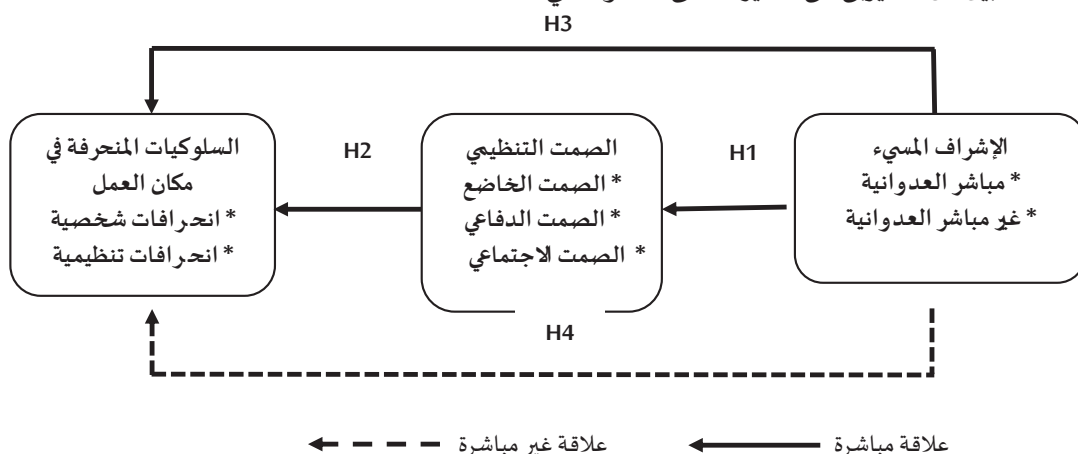 H3
الإشراف المسيء
* مباشر العدوانية
* غير مباشر العدوانية
H1
الصمت التنظيمي
* الصمت الخاضع
* الصمت الدفاعي
* الصمت الاجتماعي
H2
السلوكيات المنحرفة في
مكان العمل
* انحرافات شخصية
* انحرافات تنظيمية
H4
علاقة مباشرة
علاقة غير مباشرة